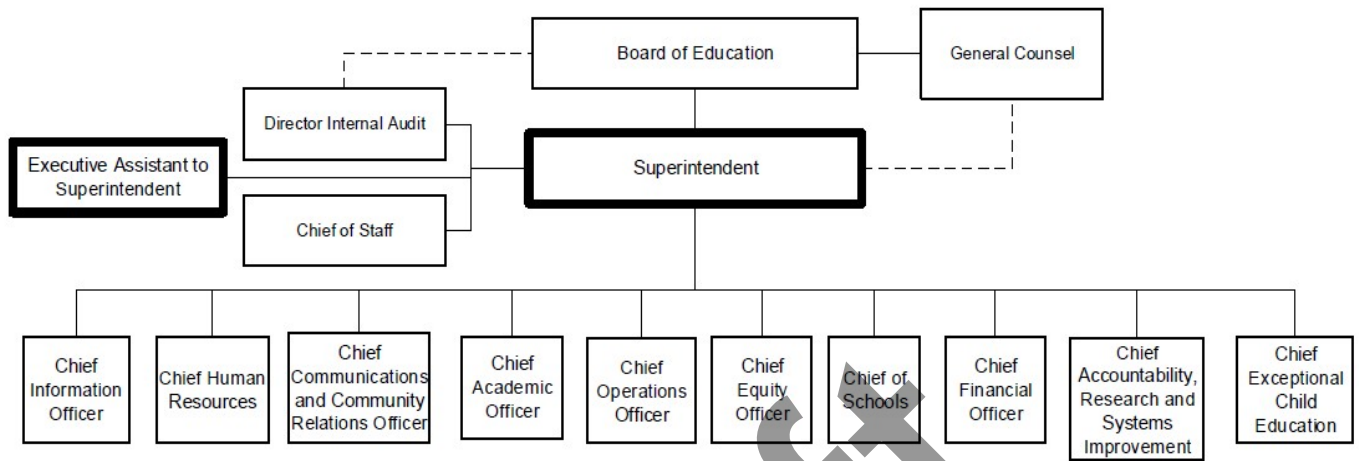 Board of Education
General Counsel
Director Internal Audit
Executive Assistant to
Superintendent
Superintendent
Chief of Staff
Chief
Information
Officer
Chief Human
Resources
Chief
Communications
and Community
Relations Officer
Chief
Academic
Officer
Chief
Operations
Officer
Chief
Equity
Officer
Chief of
Schools
Chief
Financial
Officer
Chief
Accountability,
Research and
Systems
Improvement
Chief
Exceptional
Child
Education